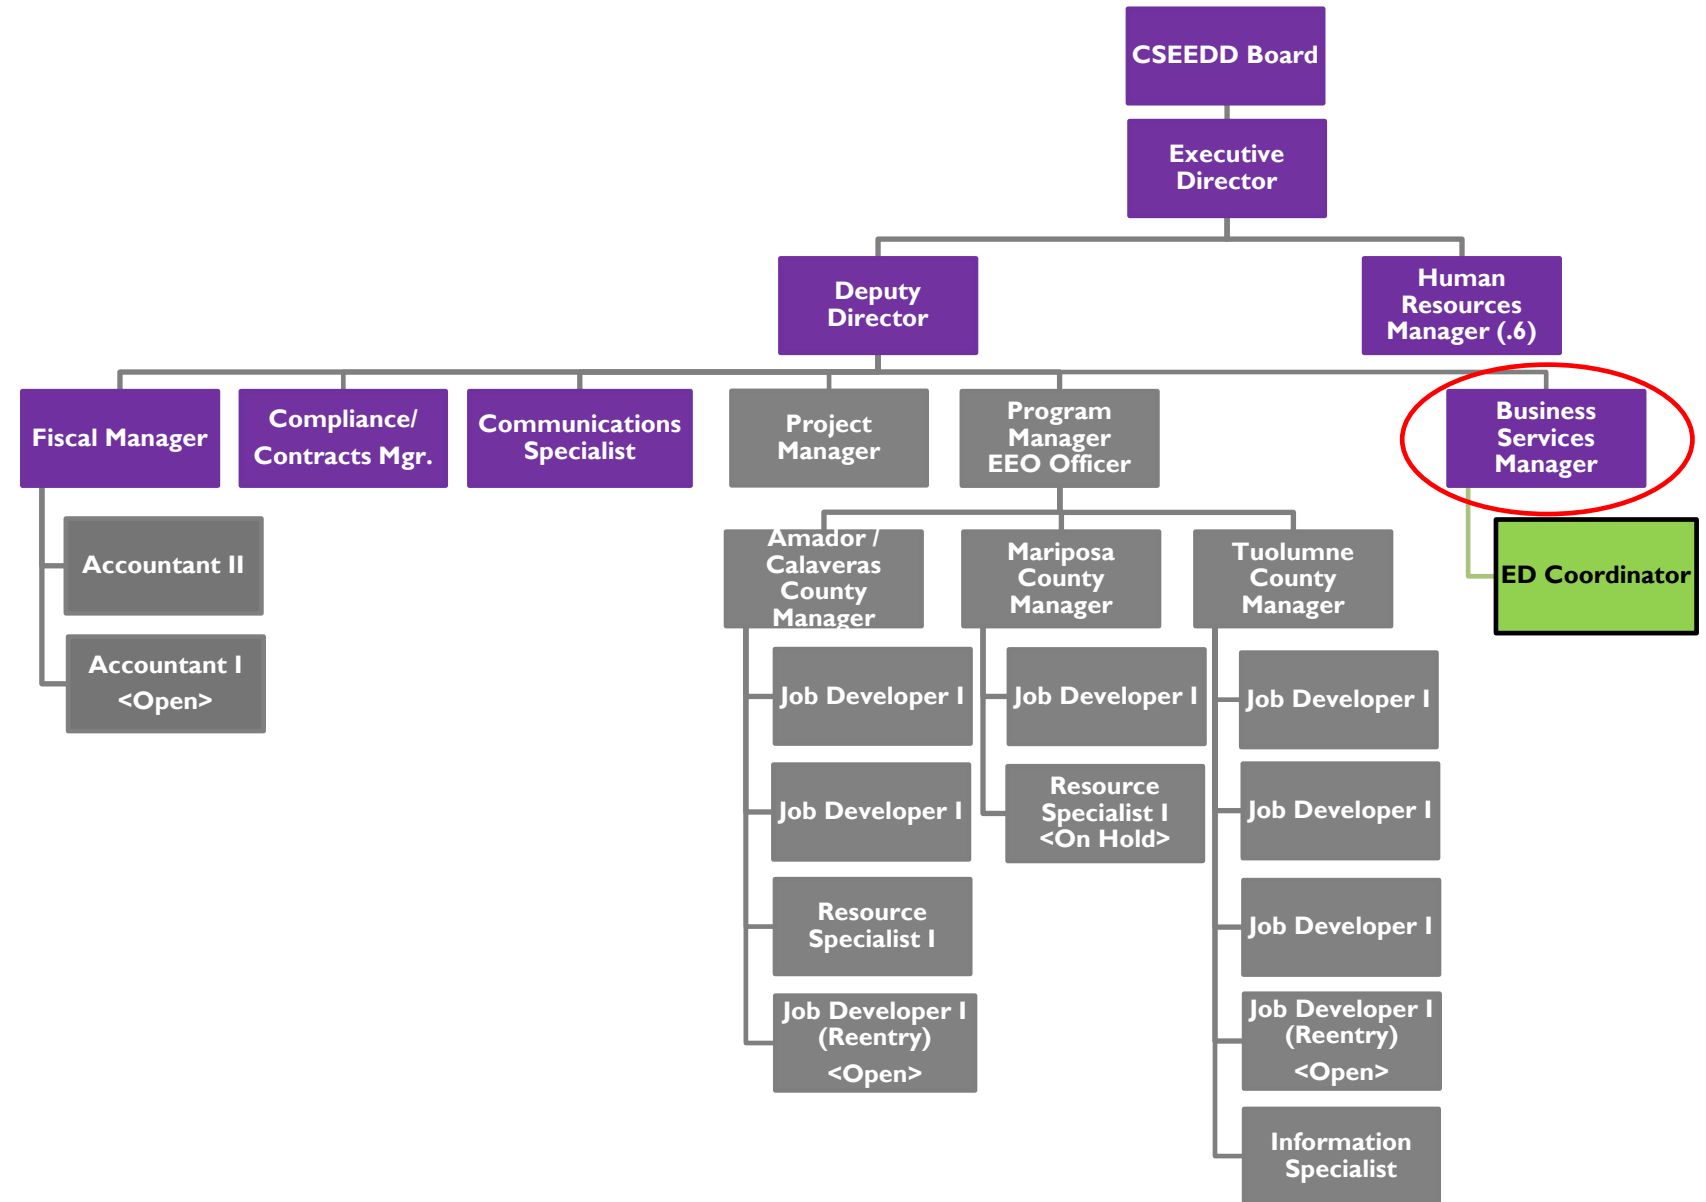 CSEEDD Board
Executive
Director
Deputy
Director
Human
Resources
Manager (.6)
Fiscal Manager
Compliance/
Contracts Mgr.
Communications
Specialist
Project
Manager
Program
Manager
EEO Officer
Business
Services
Manager
Accountant II
Accountant I
<Open>
Amador /
Calaveras
County
Manager
Mariposa
County
Manager
Tuolumne
County
Manager
ED Coordinator
Job Developer I
Job Developer I
Resource
Specialist I
Job Developer I
(Reentry)
<Open>
Job Developer I
Resource
Specialist I
<On Hold>
Job Developer I
Job Developer I
Job Developer I
Job Developer I
(Reentry)
<Open>
Information
Specialist